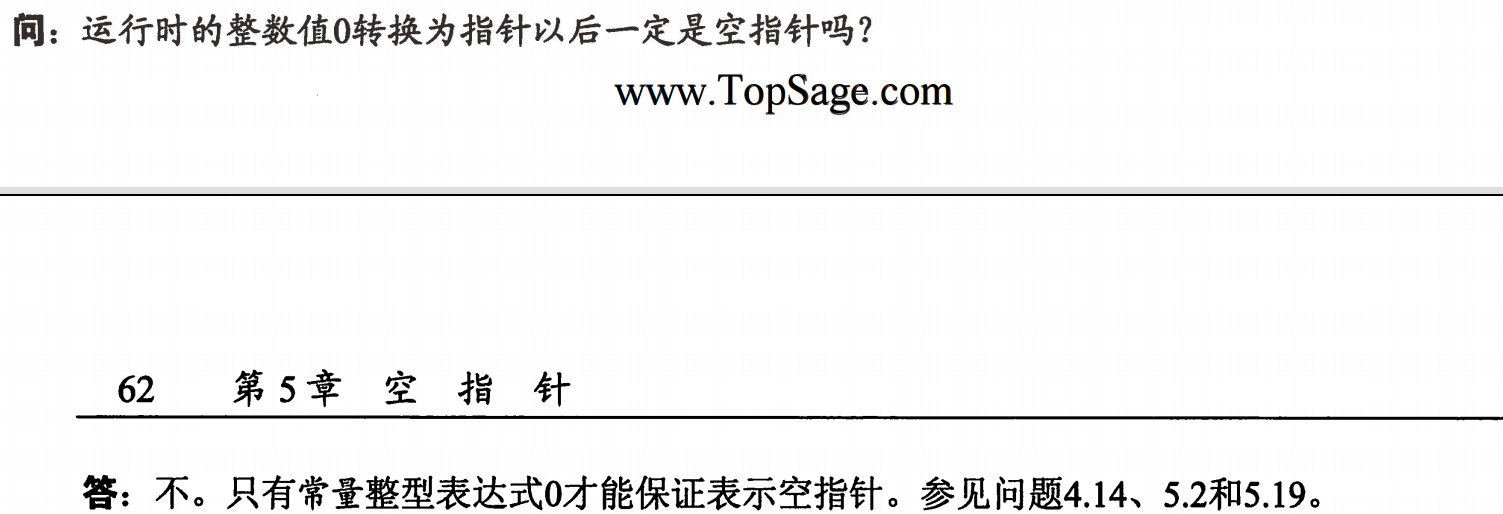 问：运行时的整数值0转换为指针以后一定是空指针吗？
www.TopSage.com
62 第5章 空 指 针
答：不。只有常量整型表达式0才能保证表示空指针。参见问题4.14、5.2和5.19。